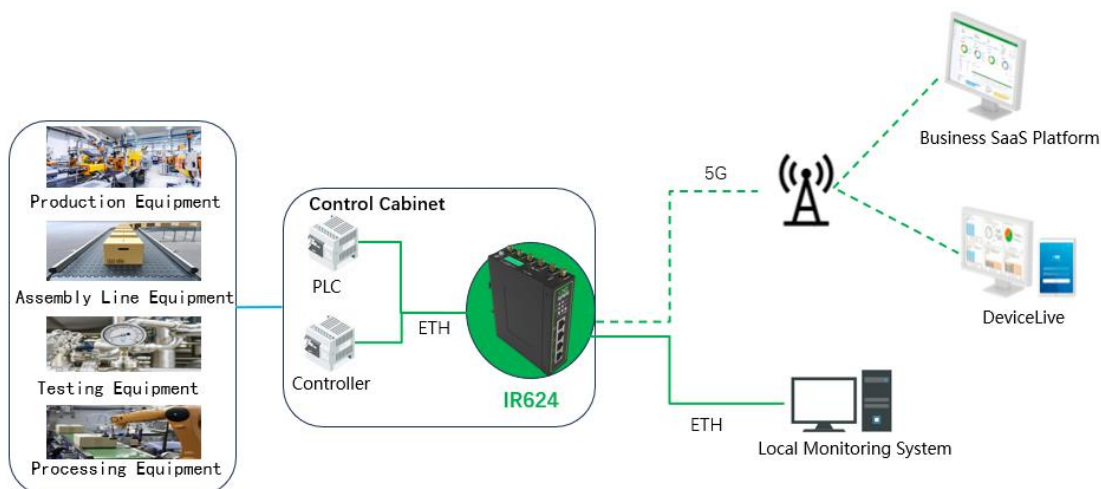 Production Equipment
Assembly Line Equipment
Testing Equipment
Processing Equipment
Control Cabinet
PLC
Controller
ETH
IR624
5G
ETH
Business SaaS Platform
DeviceLive
Local Monitoring System